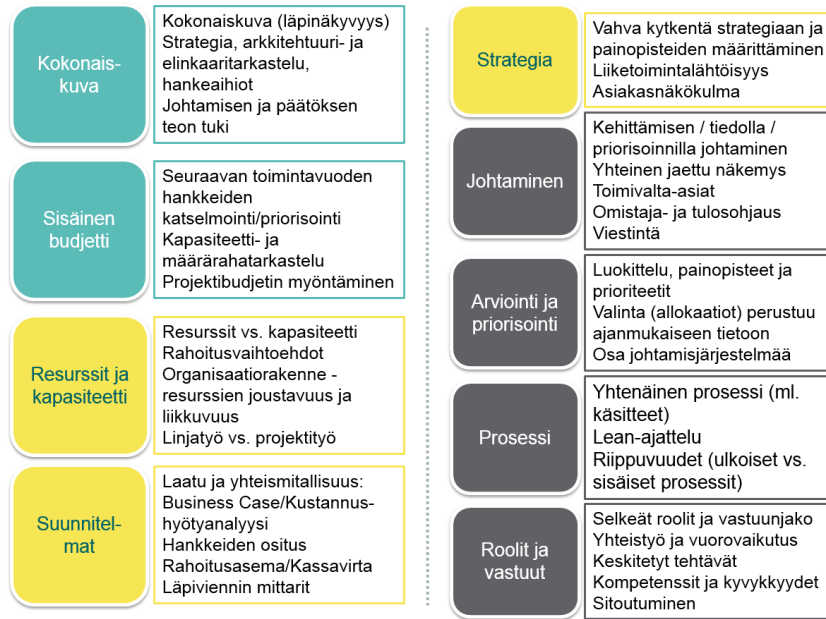 Kokonais-
kuva
Kokonaiskuva (läpinäkyvyys)
Strategia, arkkitehtuuri- ja
elinkaaritarkastelu,
hankeaihiot
Johtamisen ja päätöksen
teon tuki
Sisäinen
budjetti
Seuraavan toimintavuoden
hankkeiden
katselmointi/priorisointi
Kapasiteetti- ja
määrärahatarkastelu
Projektibudjetin myöntäminen
Resurssit ja
kapasiteetti
Resurssit vs. kapasiteetti
Rahoitusvaihtoehdot
Organisaatiorakenne -
resurssien joustavuus ja
liikkuvuus
Linjatyö vs. projektityö
Suunnitel-
mat
Laatu ja yhteismitallisuus:
Business Case/Kustannus-
hyötyanalyysi
Hankkeiden ositus
Rahoitusasema/Kassavirta
Läpiviennin mittarit
Strategia
Vahva kytkentä strategiaan ja
painopisteiden määrittäminen
Liiketoimintalähtöisyys
Asiakasnäkökulma
Johtaminen
Kehittämisen / tiedolla /
priorisoinnilla johtaminen
Yhteinen jaettu näkemys
Toimivalta-asiat
Omistaja- ja tulosohjaus
Viestintä
Arviointi ja
priorisointi
Luokittelu, painopisteet ja
prioriteetit
Valinta (allokaatiot) perustuu
ajanmukaiseen tietoon
Osa johtamisjärjestelmää
Prosessi
Yhtenäinen prosessi (ml.
käsitteet)
Lean-ajattelu
Riippuvuudet (ulkoiset vs.
sisäiset prosessit)
Roolit ja
vastuut
Selkeät roolit ja vastuunjako
Yhteistyö ja vuorovaikutus
Keskitetyt tehtävät
Kompetenssit ja kyvykkyydet
Sitoutuminen